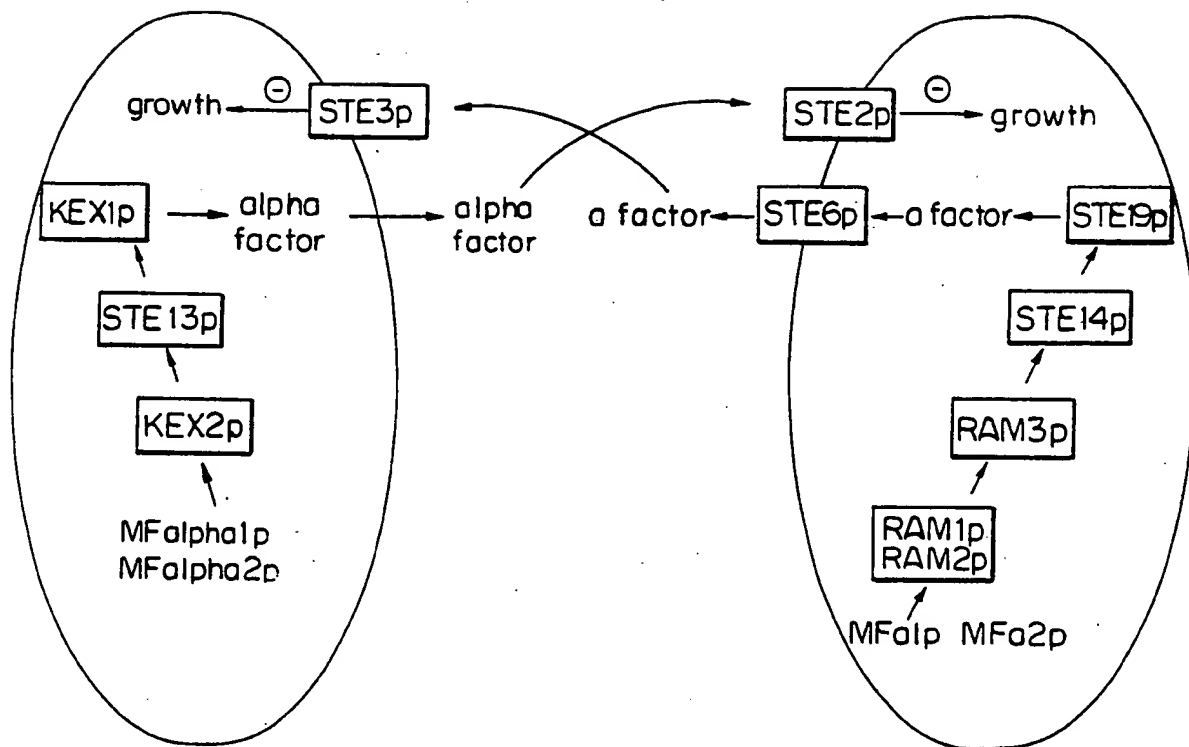 growth
⊖
STE3p
KEX1p
alpha
factor
alpha
factor
STE13p
KEX2p
MFalpha1p
MFalpha2p
STE2p
⊖
growth
a factor
STE6p
a factor
STE19p
STE14p
RAM3p
RAM1p
RAM2p
MFa1p MFa2p